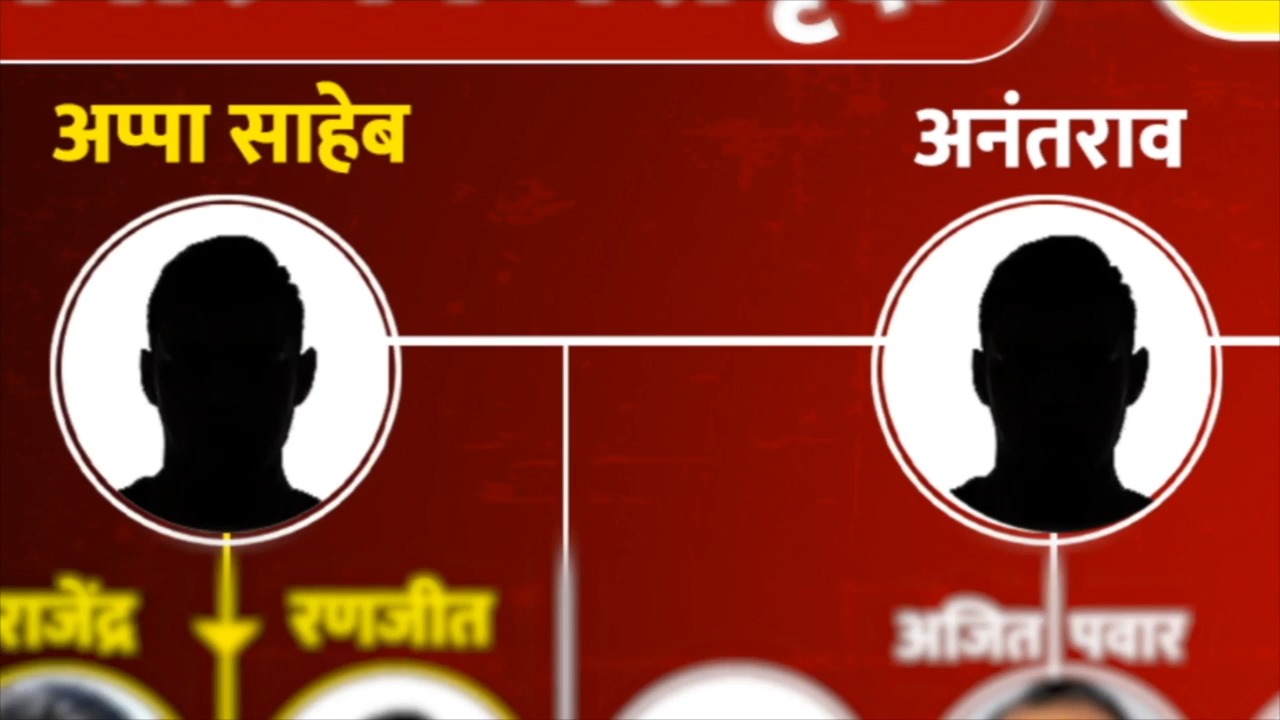 अप्पा साहेब
अनंतराव
राजेंद्र
रणजीत
अजित पवार